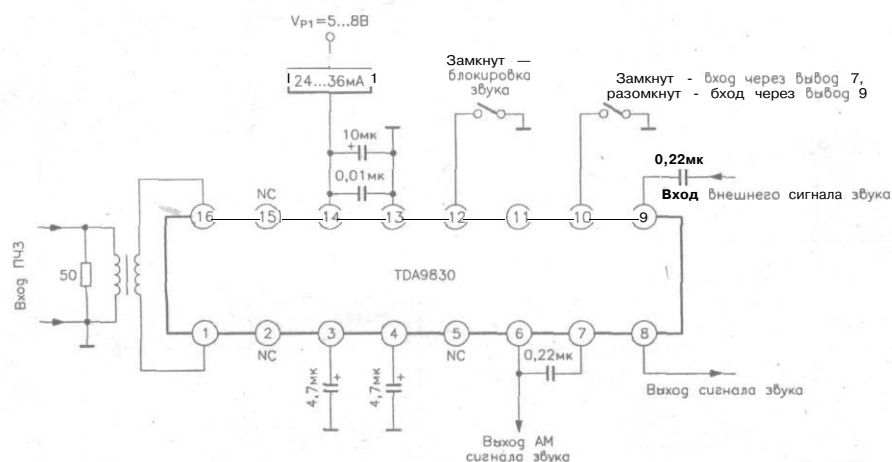 VP1=5...8В
24...36мА
Замкнут —
блокировка
звука
Замкнут - вход через вывод 7,
разомкнут - бход через вывод 9
10мк
+
0,01мк
0,22мк
Вход внешнего сигнала звука
NC
16 15 14 13 12 11 10 9
Вход ПЧЗ
50
TDA9830
1 2 3 4 5 6 7 8
NC
NC
0,22мк
4,7мк
+
4,7мк
+
Выход сигнала звука
Выход АМ
сигнала звука